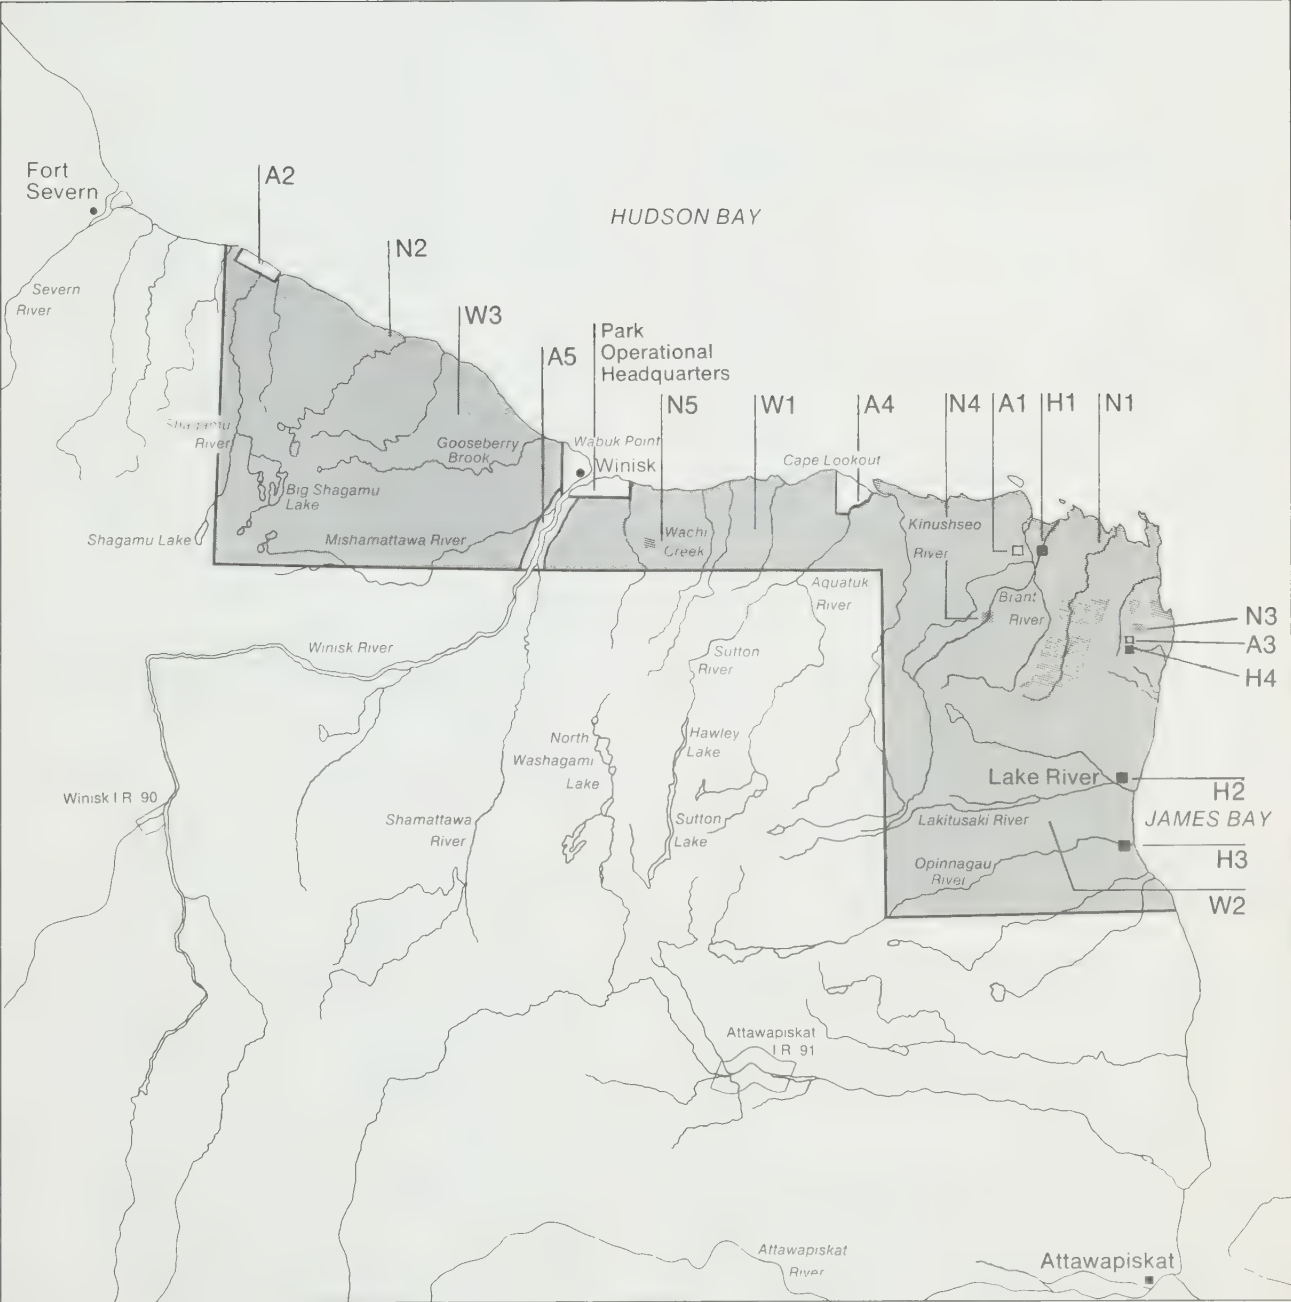 Fort
Severn
A2
HUDSON BAY
N2
Severn
River
W3
Park
Operational
Headquarters
A5
N5
W1
A4
N4
A1
H1
N1
Shagamu
River
Gooseberry
Brook
Wabuk Point
Winisk
Cape Lookout
Big Shagamu
Lake
Shagamu Lake
Mishamattawa River
Wachi
Creek
Kinushseo
River
Aquatuk
River
Brant
River
N3
A3
H4
Winisk River
Sutton
River
North
Washagami
Lake
Hawley
Lake
Lake River
H2
Winisk I R 90
Shamattawa
River
Sutton
Lake
Lakitusaki River
JAMES BAY
H3
Opinnagau
River
W2
Attawapiskat
I R 91
Attawapiskat
River
Attawapiskat